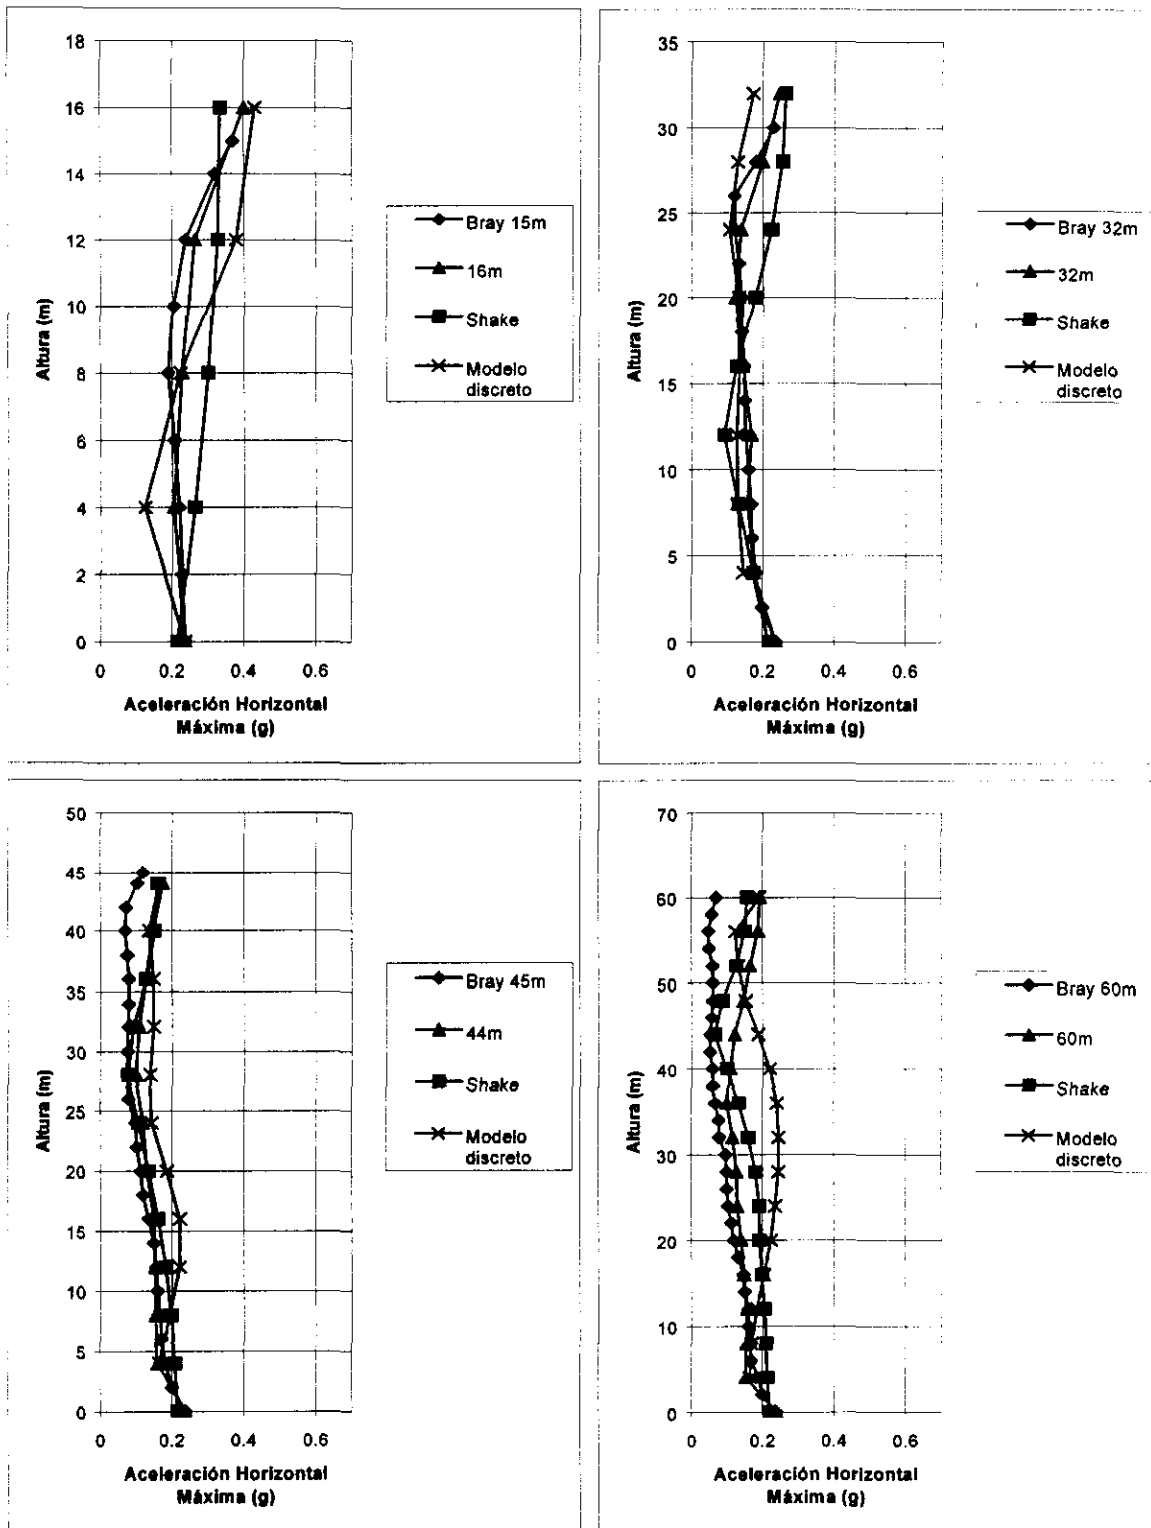 18
16
14
12
10
8
6
4
2
0
Altura (m)
0 0.2 0.4 0.6
Aceleración Horizontal
Máxima (g)
Bray 15m
16m
Shake
Modelo
discreto
35
30
25
20
15
10
5
0
Altura (m)
0 0.2 0.4 0.6
Aceleración Horizontal
Máxima (g)
Bray 32m
32m
Shake
Modelo
discreto
50
45
40
35
30
25
20
15
10
5
0
Altura (m)
0 0.2 0.4 0.6
Aceleración Horizontal
Máxima (g)
Bray 45m
44m
Shake
Modelo
discreto
70
60
50
40
30
20
10
0
Altura (m)
0 0.2 0.4 0.6
Aceleración Horizontal
Máxima (g)
Bray 60m
60m
Shake
Modelo
discreto